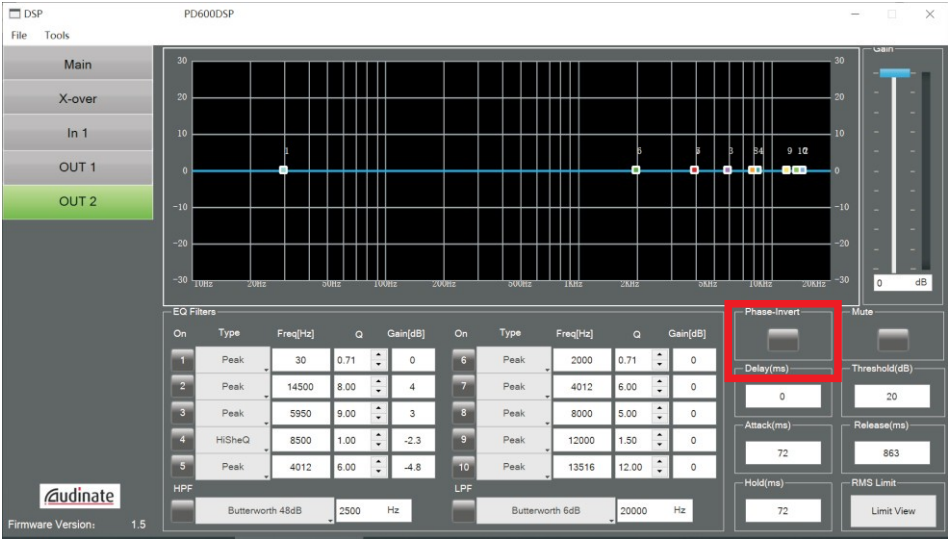 DSP PD600DSP
File Tools
Main
X-over
In 1
OUT 1
OUT 2
30 30
20 20
10 10
0 0
-10 -10
-20 -20
-30 -30
1 6 3 9
10Hz 20Hz 50Hz 100Hz 200Hz 500Hz 1KHz 2KHz 5KHz 10KHz 20KHz
Gain
0 dB
EQ Filters
On Type Freq[Hz] Q Gain[dB] On Type Freq[Hz] Q Gain[dB]
1 Peak 30 0.71 0 6 Peak 2000 0.71 0
2 Peak 14500 8.00 4 7 Peak 4012 6.00 0
3 Peak 5950 9.00 3 8 Peak 8000 5.00 0
4 HiSheQ 8500 1.00 -2.3 9 Peak 12000 1.50 0
5 Peak 4012 6.00 -4.8 10 Peak 13516 12.00 0
HPF LPF
Butterworth 48dB 2500 Hz Butterworth 6dB 20000 Hz
Phase-Invert Mute
Delay(ms) Threshold(dB)
0 20
Attack(ms) Release(ms)
72 863
Hold(ms) RMS Limit
72 Limit View
Audinate
Firmware Version: 1.5